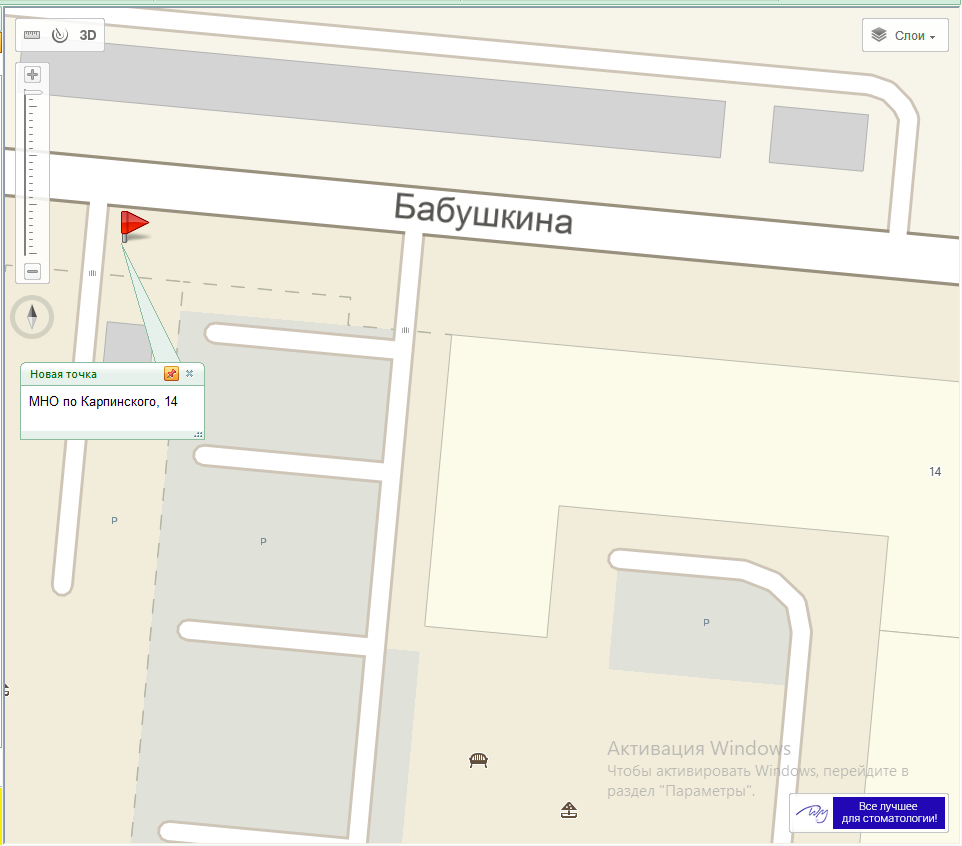 3D
Слои
Бабушкина
Новая точка
МНО по Карпинского, 14
14
P
P
P
Активация Windows
Чтобы активировать Windows, перейдите в
раздел "Параметры".
Все лучшее
для стоматологии!